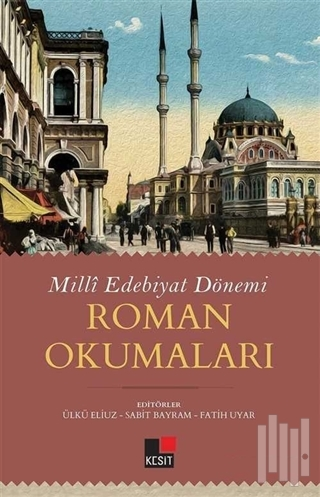 Millî Edebiyat Dönemi
ROMAN
OKUMALARI
EDİTÖRLER
ÜLKÜ ELİUZ - SABİT BAYRAM - FATİH UYAR
KESİT